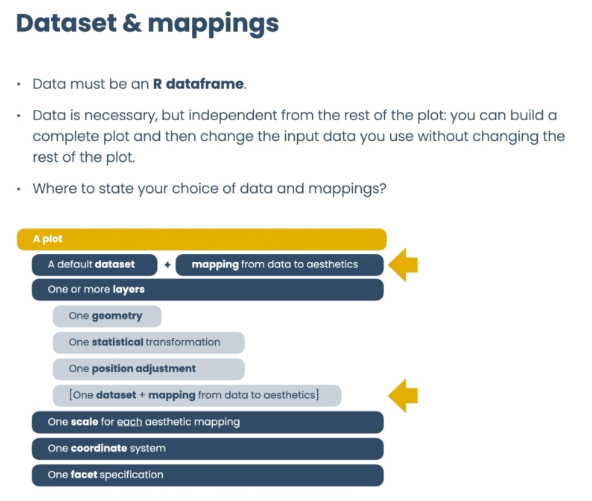 Dataset & mappings
• Data must be an R dataframe.
• Data is necessary, but independent from the rest of the plot: you can build a
complete plot and then change the input data you use without changing the
rest of the plot.
• Where to state your choice of data and mappings?
A plot
A default dataset + mapping from data to aesthetics
One or more layers
One geometry
One statistical transformation
One position adjustment
[One dataset + mapping from data to aesthetics]
One scale for each aesthetic mapping
One coordinate system
One facet specification